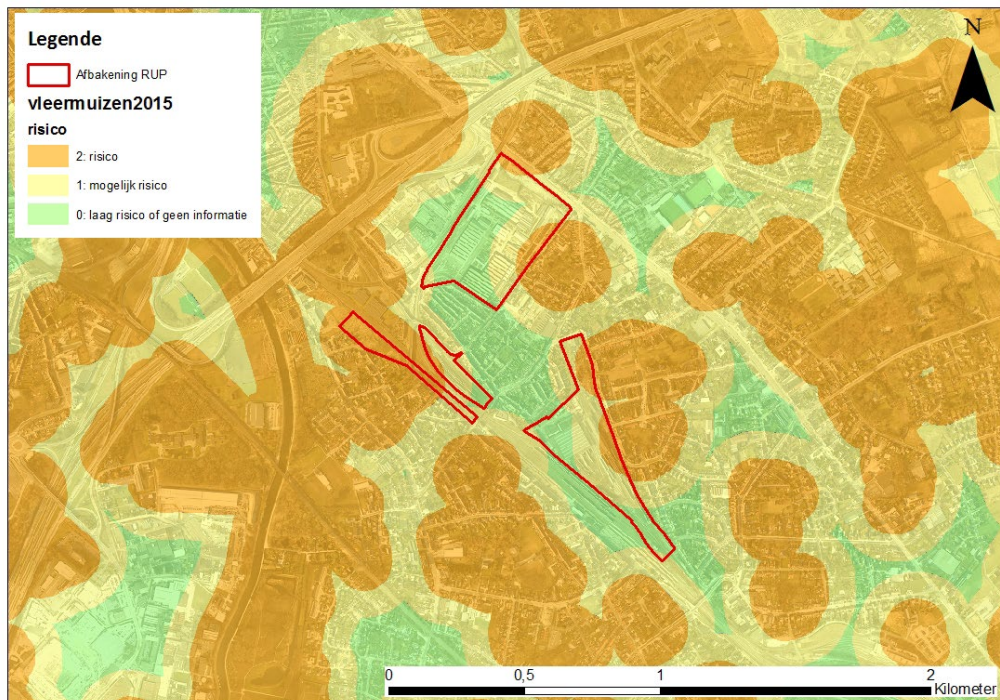 Legende
Afbakening RUP
vleermuizen2015
risico
2: risico
1: mogelijk risico
0: laag risico of geen informatie
N
0 0,5 1 2
Kilometer